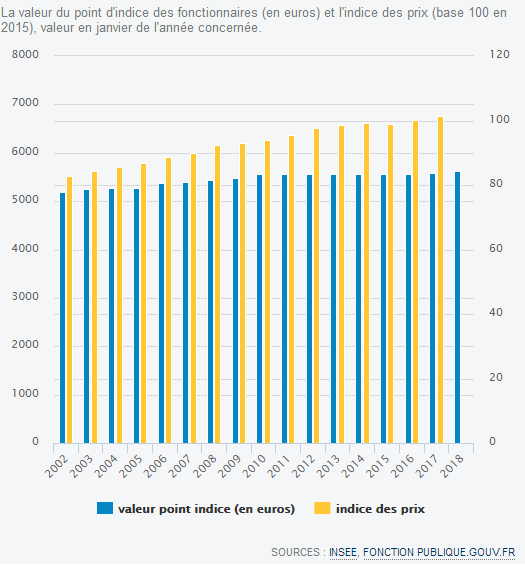 La valeur du point d'indice des fonctionnaires (en euros) et l'indice des prix (base 100 en
2015), valeur en janvier de l'année concernée.
8000 120
7000 100
6000
5000 80
4000 60
3000
2000 40
1000 20
0 0
2002 2003 2004 2005 2006 2007 2008 2009 2010 2011 2012 2013 2014 2015 2016 2017 2018
valeur point indice (en euros) indice des prix
SOURCES : INSEE, FONCTION PUBLIQUE.GOUV.FR